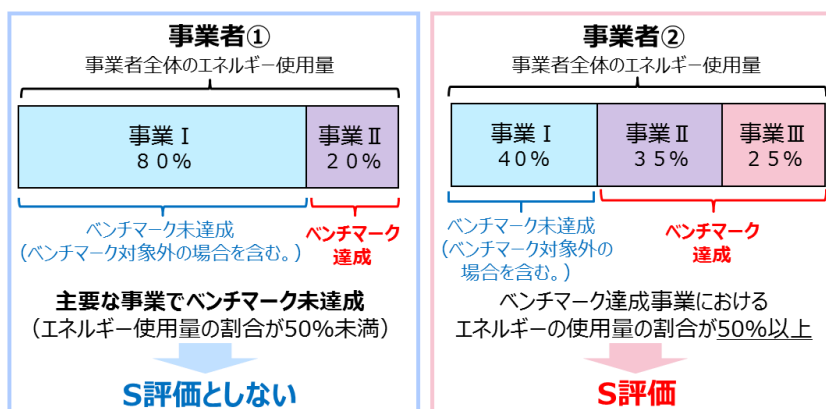 事業者①
事業者全体のエネルギー使用量
事業Ⅰ
80%
事業Ⅱ
20%
ベンチマーク未達成
(ベンチマーク対象外の場合を含む。)
ベンチマーク
達成
主要な事業でベンチマーク未達成
(エネルギー使用量の割合が50%未満)
S評価としない
事業者②
事業者全体のエネルギー使用量
事業Ⅰ
40%
事業Ⅱ
35%
事業Ⅲ
25%
ベンチマーク未達成
(ベンチマーク対象外の
場合を含む。)
ベンチマーク
達成
ベンチマーク達成事業における
エネルギーの使用量の割合が50%以上
S評価